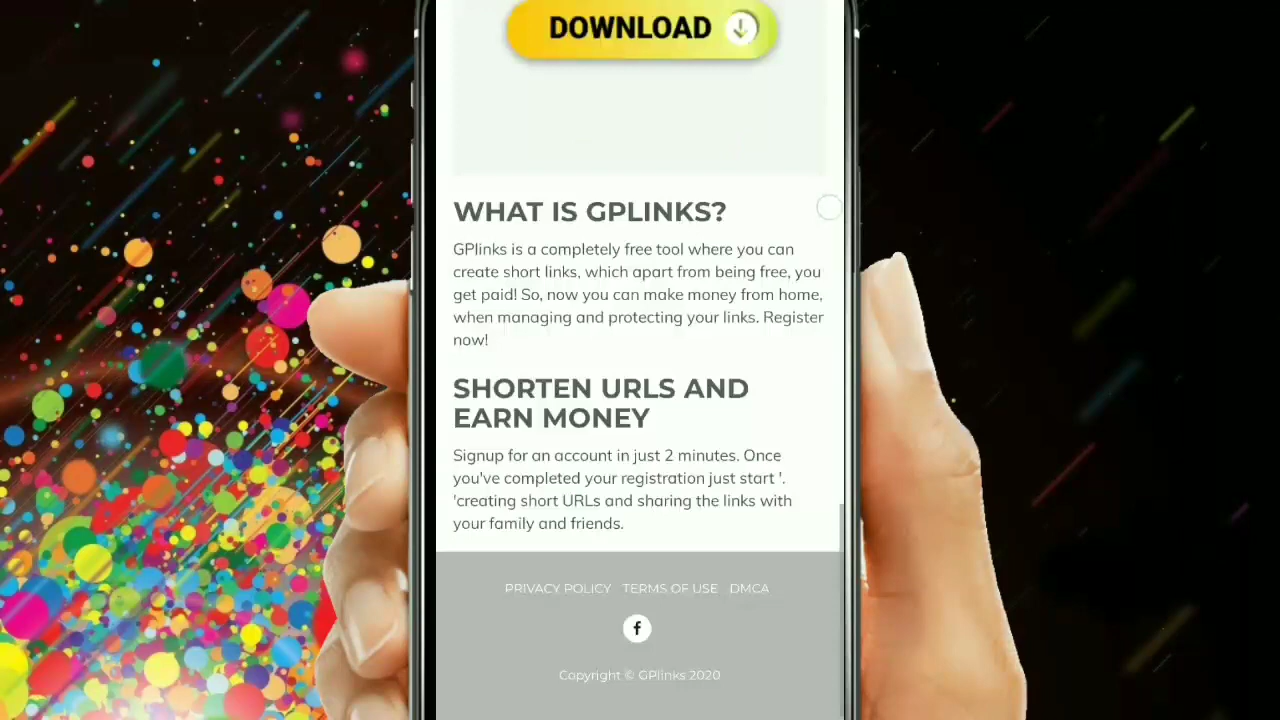 DOWNLOAD
WHAT IS GPLINKS?
GPlinks is a completely free tool where you can
create short links, which apart from being free, you
get paid! So, now you can make money from home,
when managing and protecting your links. Register
now!
SHORTEN URLS AND
EARN MONEY
Signup for an account in just 2 minutes. Once
you've completed your registration just start '.
'creating short URLs and sharing the links with
your family and friends.
PRIVACY POLICY TERMS OF USE DMCA
f
Copyright © GPlinks 2020